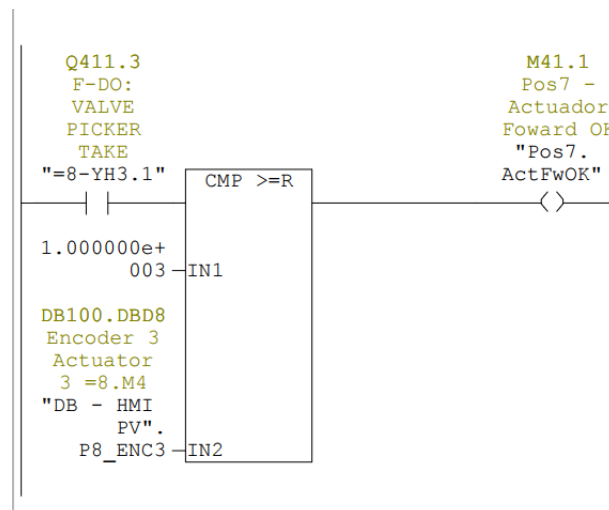 Q411.3
F-DO:
VALVE
PICKER
TAKE
"=8-YH3.1"
CMP >=R
M41.1
Pos7 -
Actuador
Foward OK
"Pos7.
ActFwOK"
1.000000e+
003
IN1
DB100.DBD8
Encoder 3
Actuator
3 =8.M4
"DB - HMI
PV".
P8_ENC3
IN2